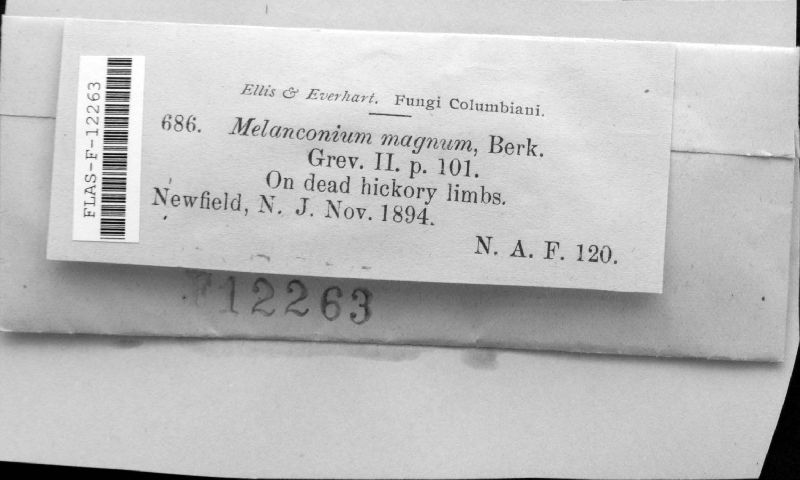 Ellis & Everhart. Fungi Columbiani.
686. Melanconium magnum, Berk.
Grev. II. p. 101.
On dead hickory limbs.
Newfield, N. J. Nov. 1894.
N. A. F. 120.
FLAS-F-12263
F12263